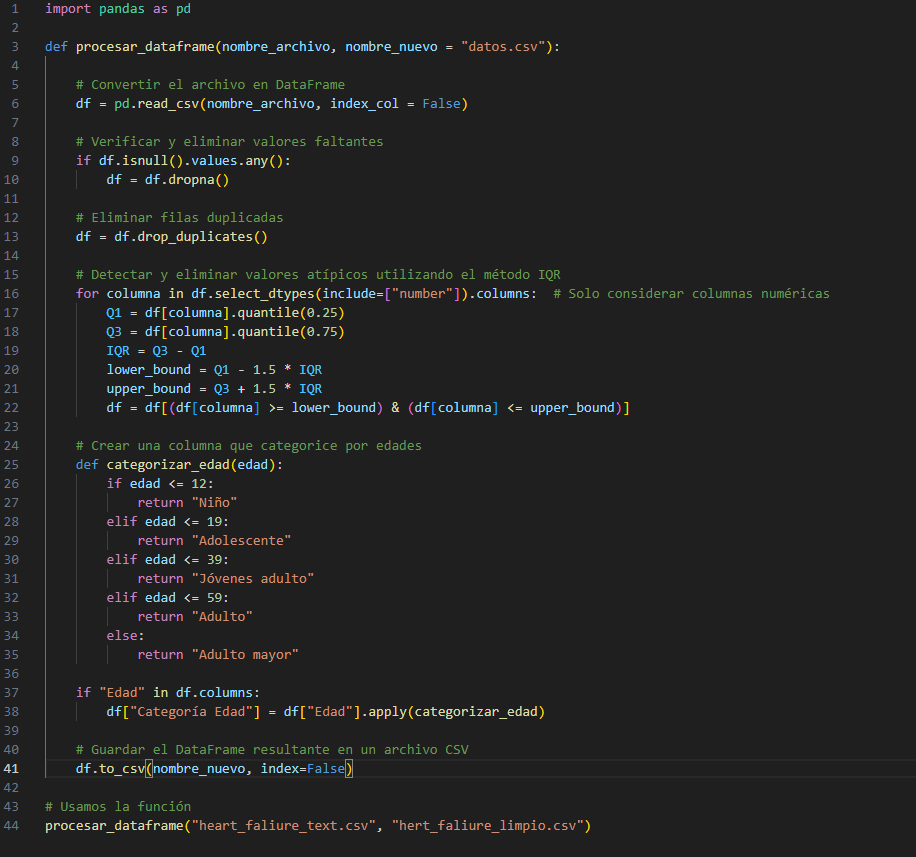 1 import pandas as pd
2
3 def procesar_dataframe(nombre_archivo, nombre_nuevo = "datos.csv"):
4
5     # Convertir el archivo en DataFrame
6     df = pd.read_csv(nombre_archivo, index_col = False)
7
8     # Verificar y eliminar valores faltantes
9     if df.isnull().values.any():
10         df = df.dropna()
11
12     # Eliminar filas duplicadas
13     df = df.drop_duplicates()
14
15     # Detectar y eliminar valores atípicos utilizando el método IQR
16     for columna in df.select_dtypes(include=["number"]).columns:  # Solo considerar columnas numéricas
17         Q1 = df[columna].quantile(0.25)
18         Q3 = df[columna].quantile(0.75)
19         IQR = Q3 - Q1
20         lower_bound = Q1 - 1.5 * IQR
21         upper_bound = Q3 + 1.5 * IQR
22         df = df[(df[columna] >= lower_bound) & (df[columna] <= upper_bound)]
23
24     # Crear una columna que categorice por edades
25     def categorizar_edad(edad):
26         if edad <= 12:
27             return "Niño"
28         elif edad <= 19:
29             return "Adolescente"
30         elif edad <= 39:
31             return "Jóvenes adulto"
32         elif edad <= 59:
33             return "Adulto"
34         else:
35             return "Adulto mayor"
36
37     if "Edad" in df.columns:
38         df["Categoría Edad"] = df["Edad"].apply(categorizar_edad)
39
40     # Guardar el DataFrame resultante en un archivo CSV
41     df.to_csv(nombre_nuevo, index=False)
42
43 # Usamos la función
44 procesar_dataframe("heart_faliure_text.csv", "hert_faliure_limpio.csv")